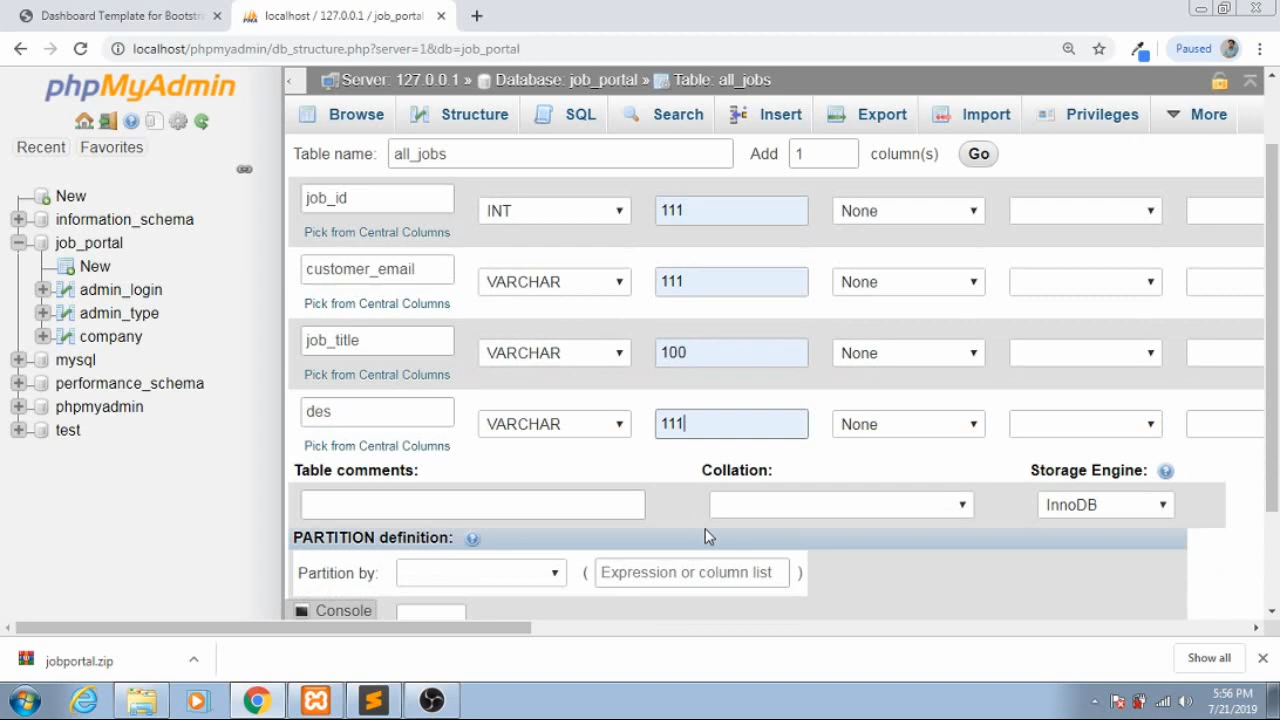 Dashboard Template for Bootstr
localhost / 127.0.0.1 / job_portal
localhost/phpmyadmin/db_structure.php?server=1&db=job_portal
Paused
phpMyAdmin
Recent
Favorites
New
information_schema
job_portal
New
admin_login
admin_type
company
mysql
performance_schema
phpmyadmin
test
Server: 127.0.0.1 » Database: job_portal » Table: all_jobs
Browse Structure SQL Search Insert Export Import Privileges More
Table name: all_jobs Add 1 column(s) Go
job_id INT 111 None
Pick from Central Columns
customer_email VARCHAR 111 None
Pick from Central Columns
job_title VARCHAR 100 None
Pick from Central Columns
des VARCHAR 111 None
Pick from Central Columns
Table comments: Collation: Storage Engine:
InnoDB
PARTITION definition:
Partition by: ( Expression or column list )
Console
jobportal.zip
Show all
5:56 PM
7/21/2019